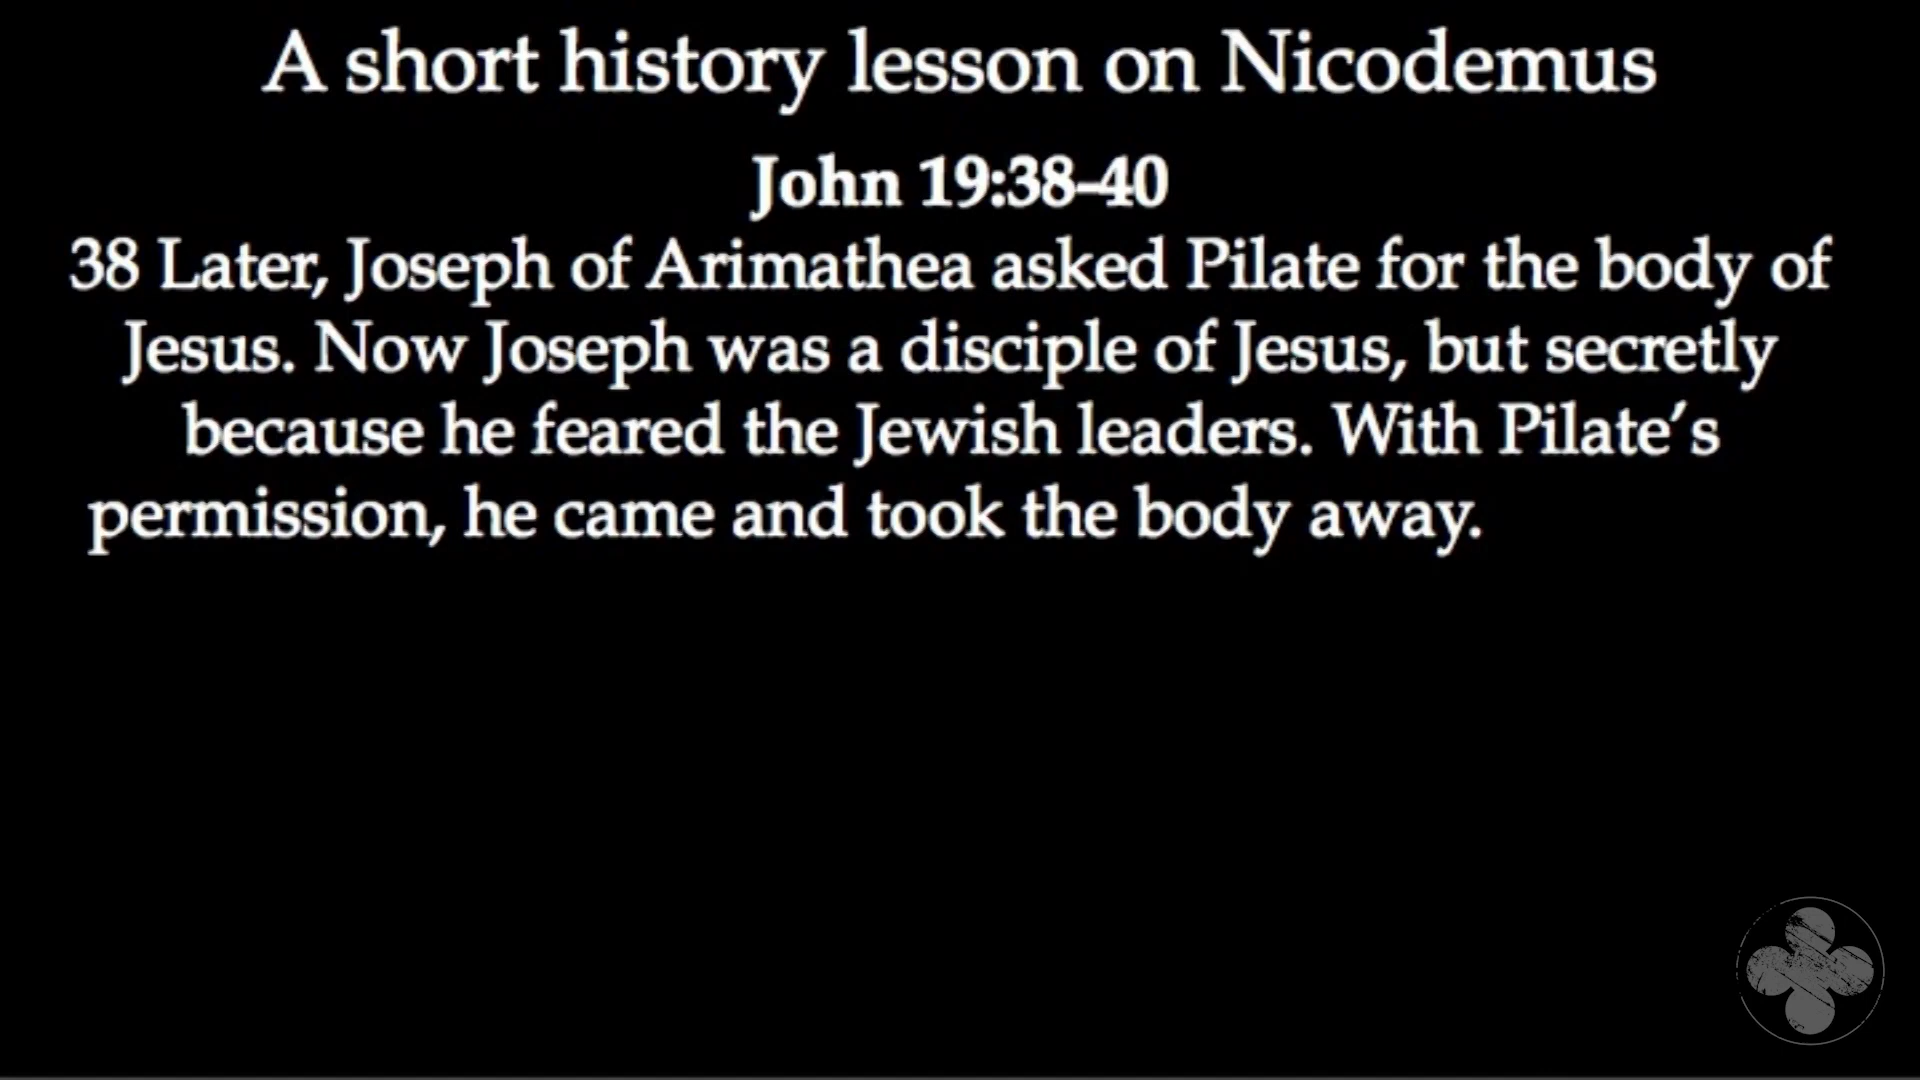 A short history lesson on Nicodemus
John 19:38-40
38 Later, Joseph of Arimathea asked Pilate for the body of
Jesus. Now Joseph was a disciple of Jesus, but secretly
because he feared the Jewish leaders. With Pilate’s
permission, he came and took the body away.